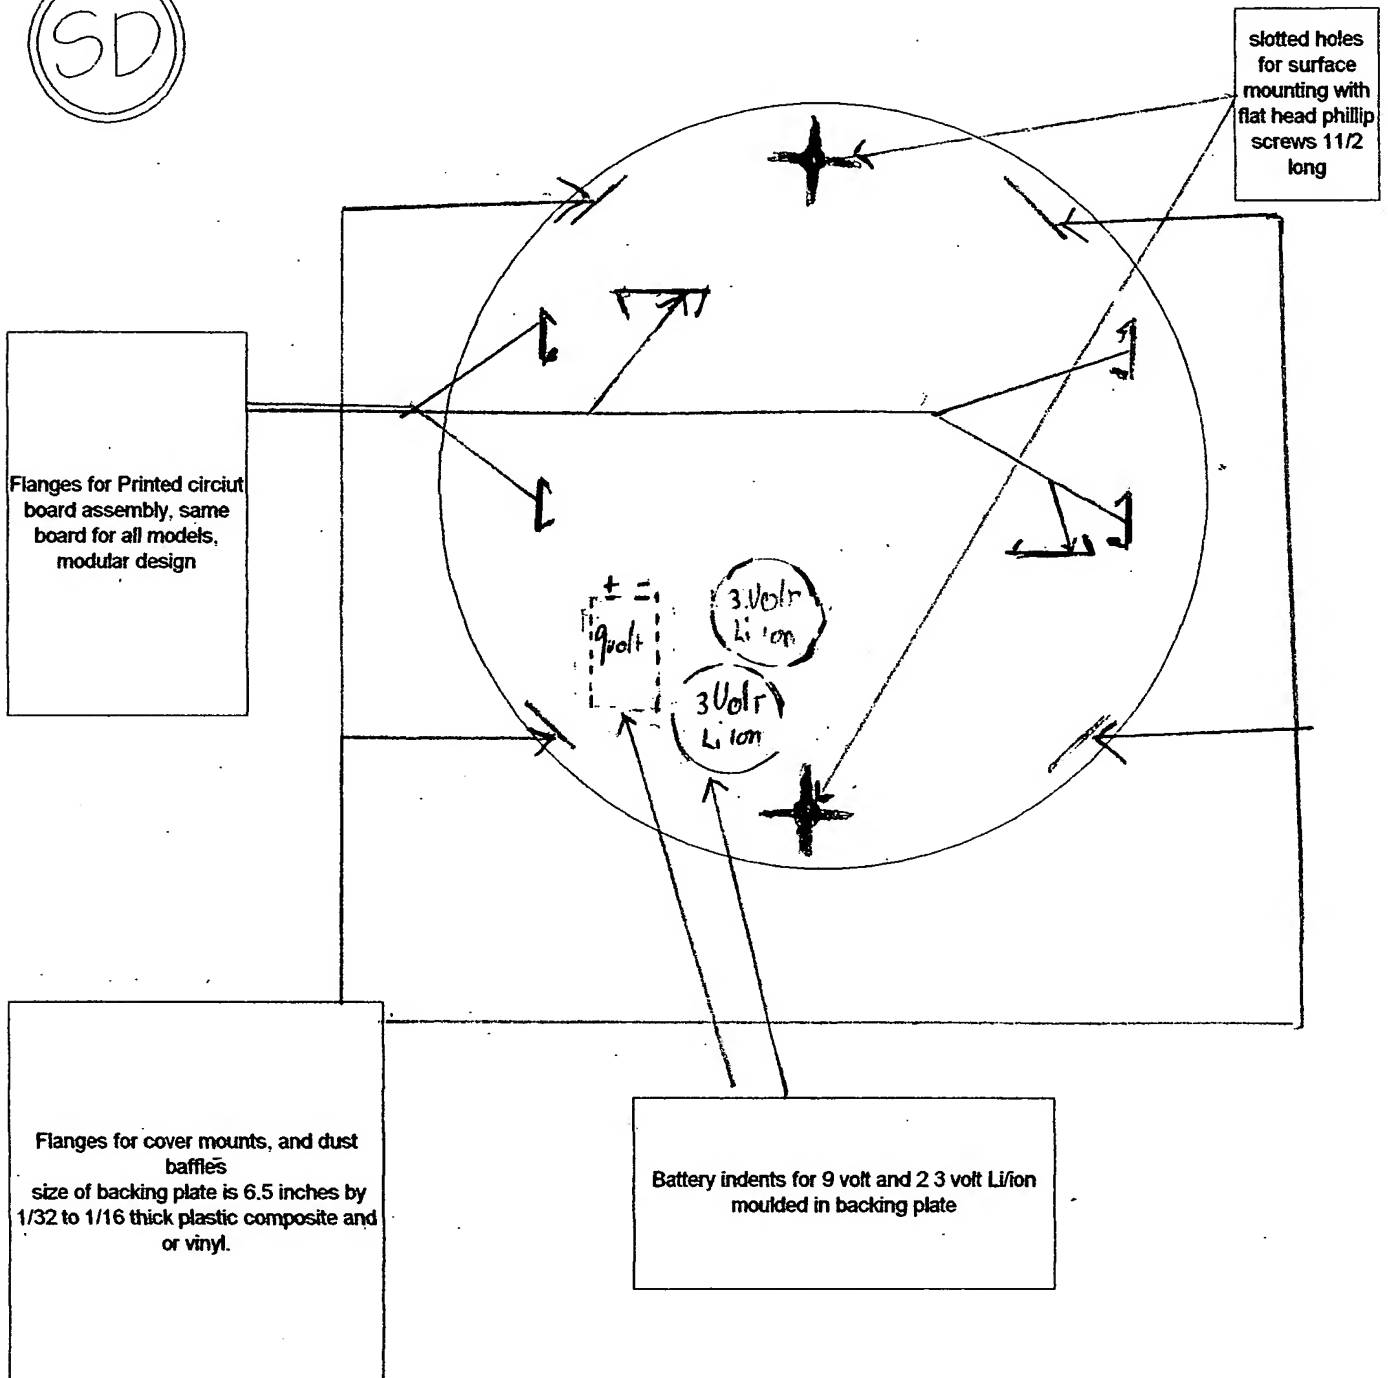 SD
slotted holes
for surface
mounting with
flat head phillip
screws 11/2
long
Flanges for Printed circiut
board assembly, same
board for all models,
modular design
+ -
9volt
3.Volt
Li ion
3Volt
Li ion
Flanges for cover mounts, and dust
baffles
size of backing plate is 6.5 inches by
1/32 to 1/16 thick plastic composite and
or vinyl.
Battery indents for 9 volt and 2 3 volt Li/ion
moulded in backing plate